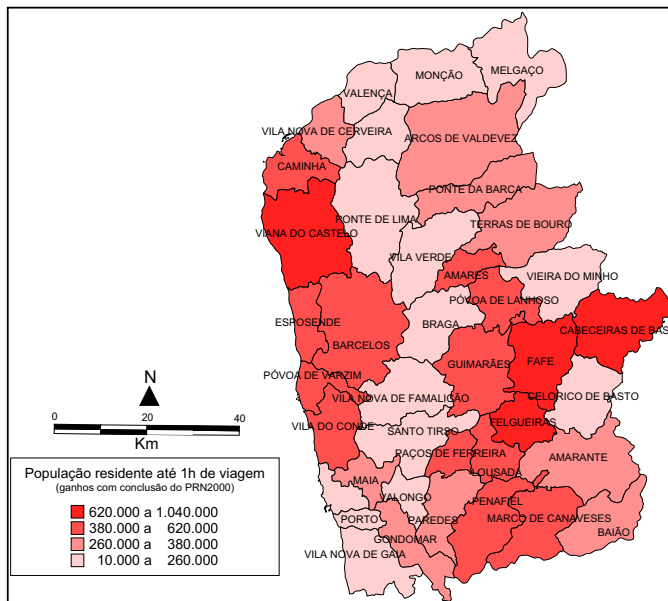 MELGAÇO
MONÇÃO
VALENÇA
VILA NOVA DE CERVEIRA
ARCOS DE VALDEVEZ
CAMINHA
PONTE DA BARCA
PONTE DE LIMA
TERRAS DE BOURO
VIANA DO CASTELO
VILA VERDE
AMARES
VIEIRA DO MINHO
PÓVOA DE LANHOSO
ESPOSENDE
BRAGA
CABECEIRAS DE BAS
BARCELOS
GUIMARÃES
FAFE
PÓVOA DE VARZIM
N
VILA NOVA DE FAMALIÇÃO
CELORICO DE BASTO
0 20 40
Km
VILA DO CONDE
SANTO TIRSO
FELGUEIRAS
PAÇOS DE FERREIRA
AMARANTE
LOUSADA
MAIA
VALONGO
PENAFIEL
PORTO
PAREDES
MARCO DE CANAVESES
BAIÃO
GONDOMAR
VILA NOVA DE GAIA
População residente até 1h de viagem
(ganhos com conclusão do PRN2000)
620.000 a 1.040.000
380.000 a 620.000
260.000 a 380.000
10.000 a 260.000